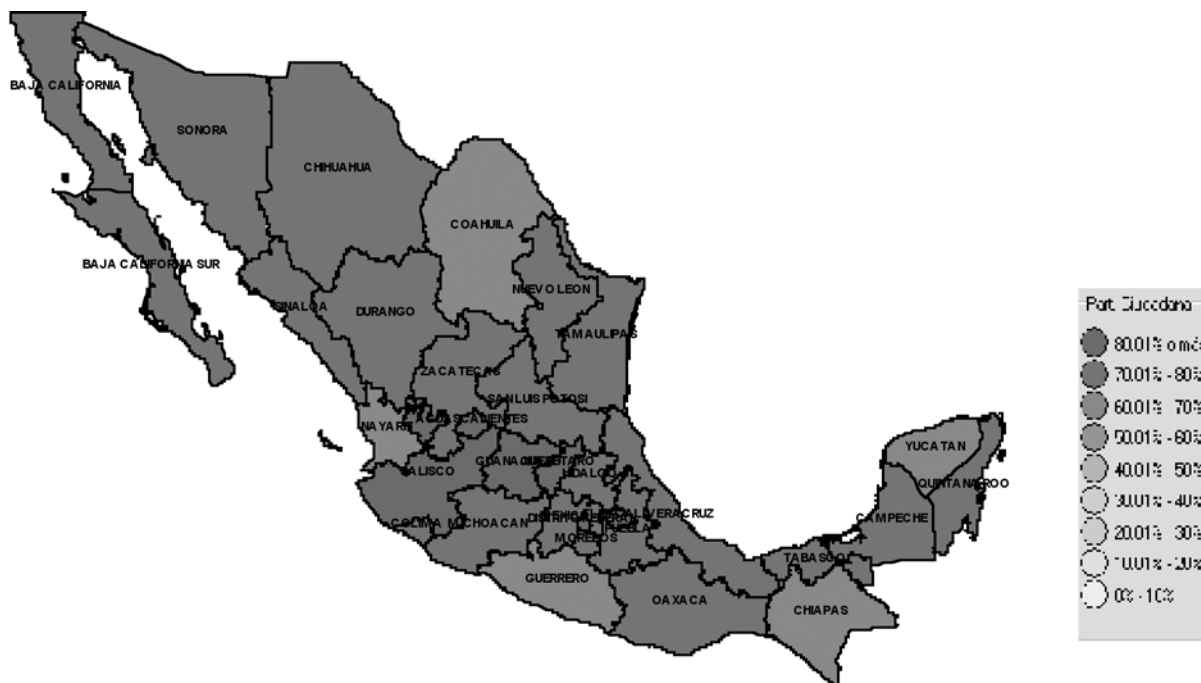 BAJA CALIFORNIA
SONORA
CHIHUAHUA
COAHUILA
BAJA CALIFORNIA SUR
NUEVO LEON
SINALOA
DURANGO
TAMAULIPAS
ZACATECAS
SAN LUIS POTOSI
AGUASCALIENTES
NAYARIT
JALISCO
HIDALGO
YUCATAN
QUINTANA ROO
COLIMA
MICHOACAN
VERACRUZ
CAMPECHE
PUEBLA
MORELOS
TABASCO
GUERRERO
OAXACA
CHIAPAS
Part. Ciudadana
80.01% o más
70.01% - 80%
60.01% - 70%
50.01% - 60%
40.01% - 50%
30.01% - 40%
20.01% - 30%
10.01% - 20%
0% - 10%